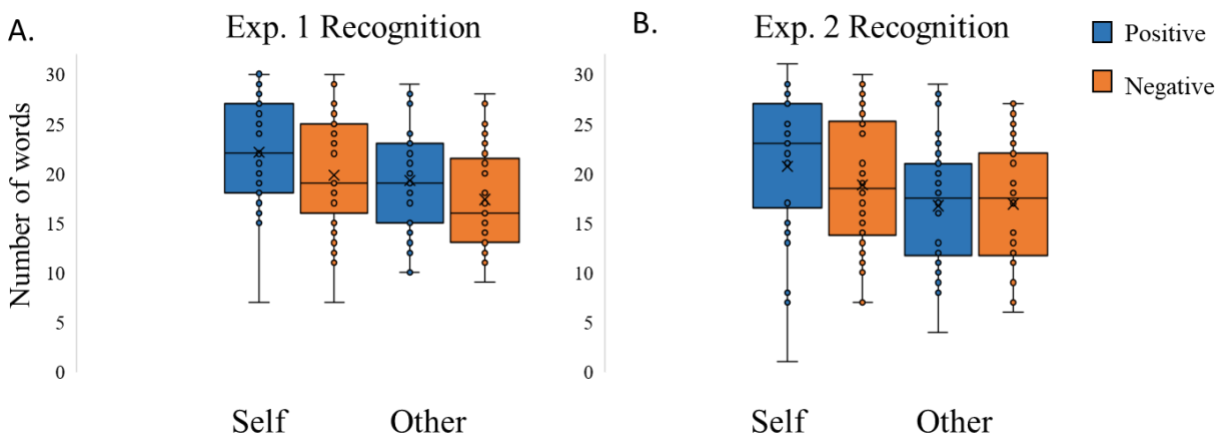 A.
Exp. 1 Recognition
B.
Exp. 2 Recognition
Positive
Negative
Number of words
30
25
20
15
10
5
0
30
25
20
15
10
5
0
Self
Other
Self
Other